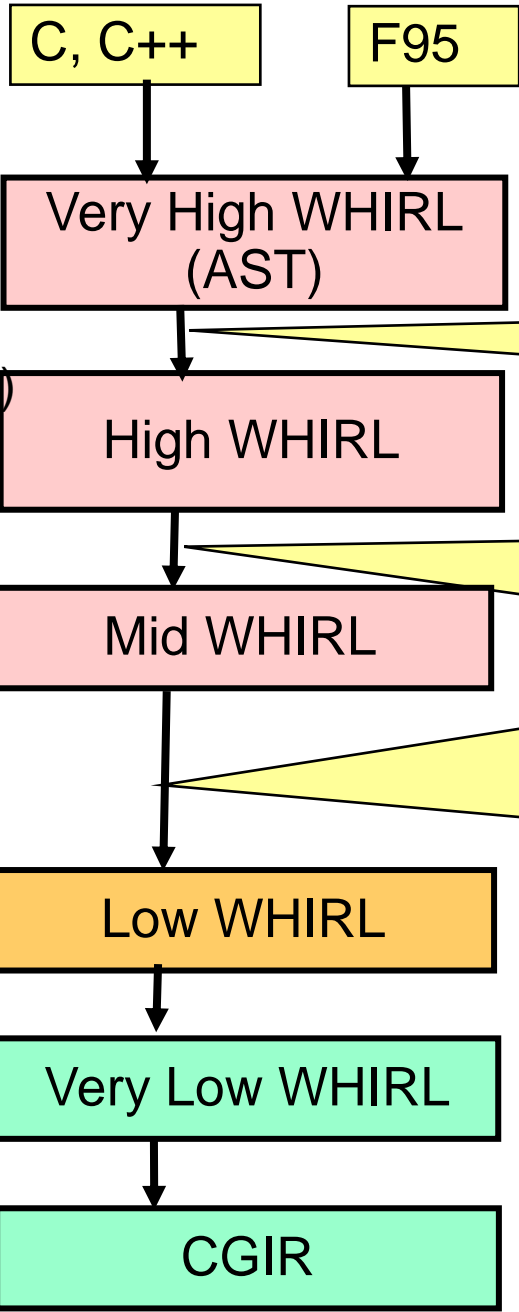 C, C++
F95
Very High WHIRL
(AST)
)
High WHIRL
Mid WHIRL
Low WHIRL
Very Low WHIRL
CGIR